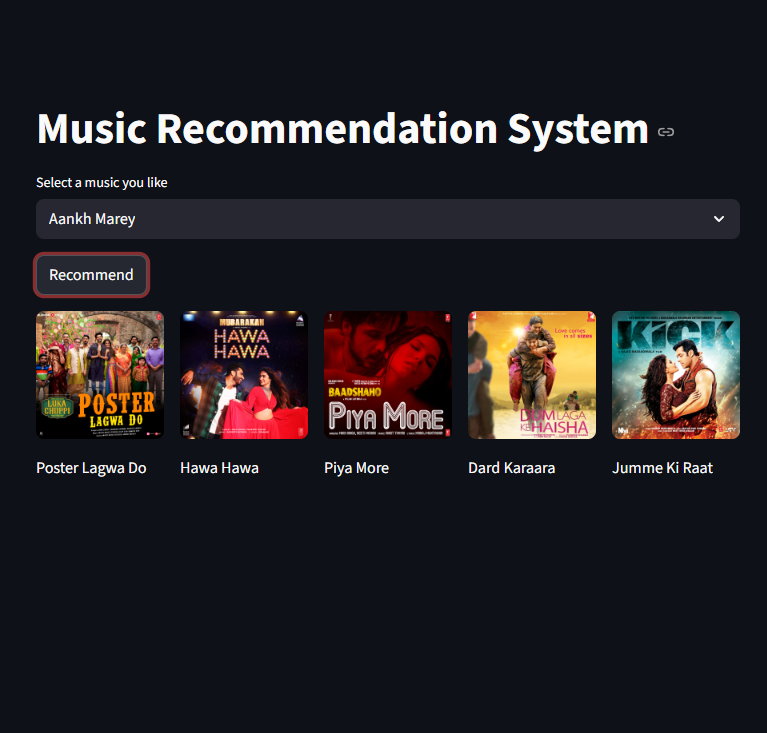 Music Recommendation System
Select a music you like
Aankh Marey
Recommend
LUKA
CHUPPI
POSTER
LAGWA DO
MUBARAKAN
HAWA
HAWA
BAADSHAHO
PIYA MORE
Love comes
in all sizes
DUM LAGA
KE HAISHA
KICK
Poster Lagwa Do
Hawa Hawa
Piya More
Dard Karaara
Jumme Ki Raat